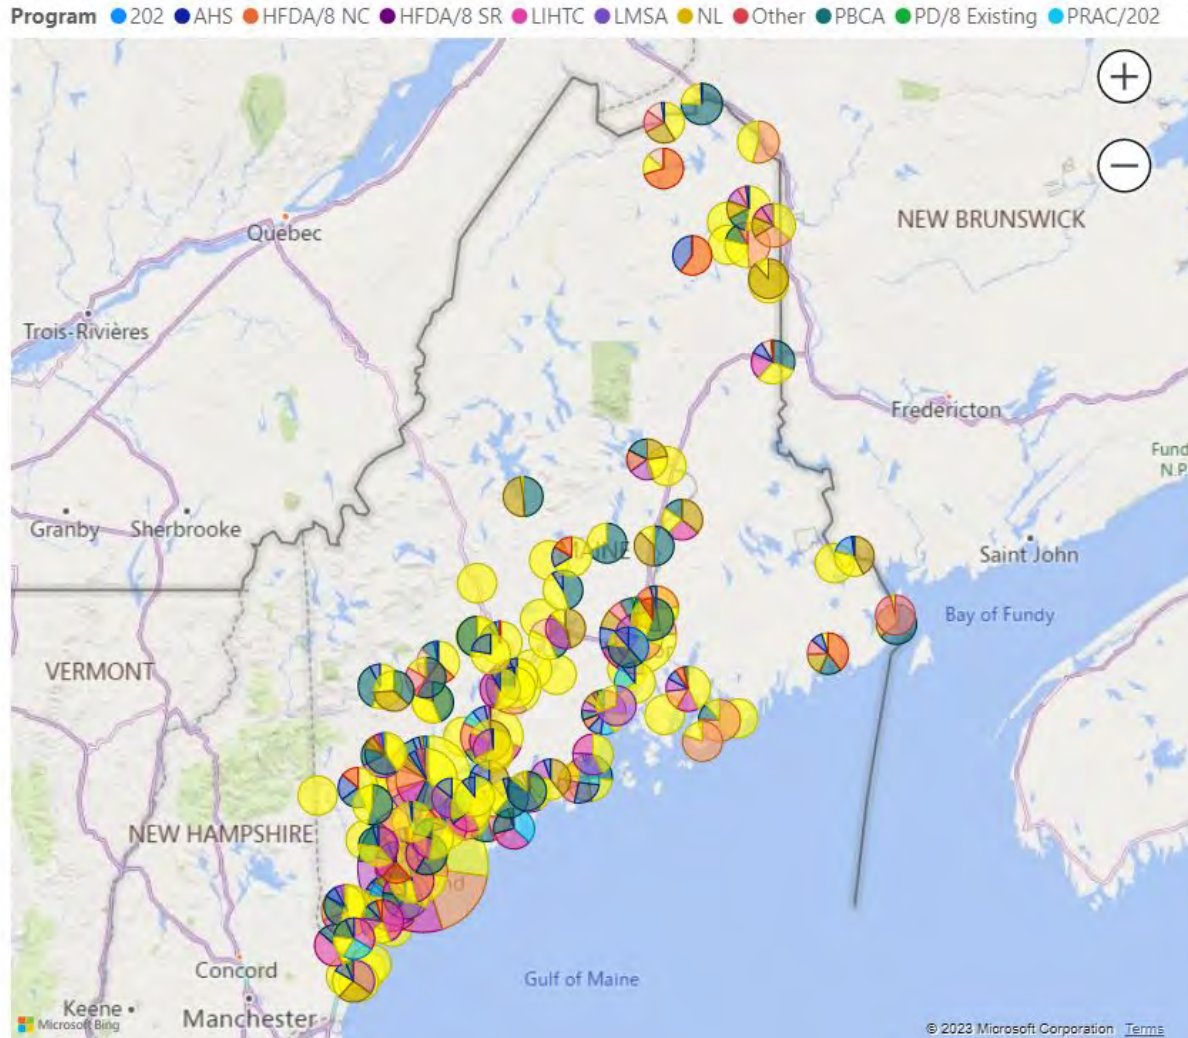 Program 202 AHS HFDA/8 NC HFDA/8 SR LIHTC LMSA NL Other PBCA PD/8 Existing PRAC/202
+
−
NEW BRUNSWICK
Québec
Trois-Rivières
Fredericton
Fund
N.P
Granby
Sherbrooke
MAINE
Saint John
Bay of Fundy
VERMONT
NEW HAMPSHIRE
Concord
Gulf of Maine
Keene
Manchester
Microsoft Bing
© 2023 Microsoft Corporation Terms